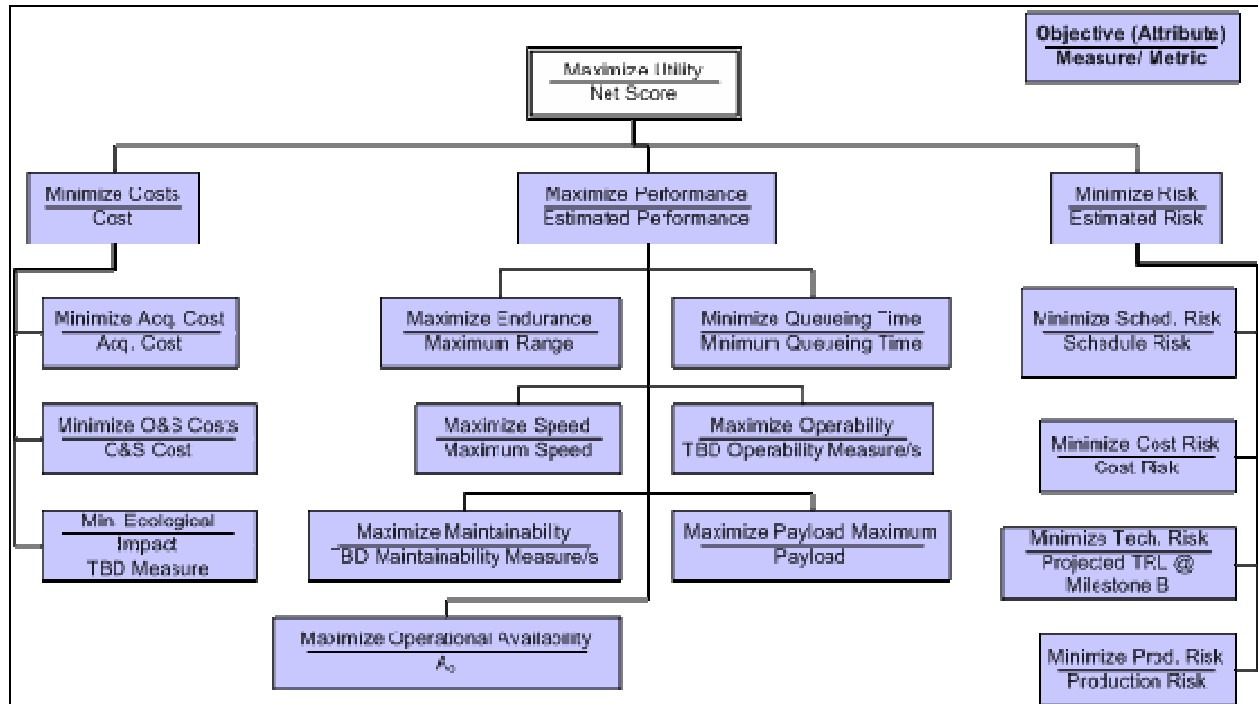 Objective (Attribute)
Measure/ Metric
Maximize Utility
Net Score
Minimize Costs
Cost
Maximize Performance
Estimated Performance
Minimize Risk
Estimated Risk
Minimize Acq. Cost
Acq. Cost
Maximize Endurance
Maximum Range
Minimize Queueing Time
Minimum Queueing Time
Minimize Sched. Risk
Schedule Risk
Minimize O&S Costs
O&S Cost
Maximize Speed
Maximum Speed
Maximize Operability
TBD Operability Measure/s
Minimize Cost Risk
Cost Risk
Min. Ecological
Impact
TBD Measure
Maximize Maintainability
TBD Maintainability Measure/s
Maximize Payload Maximum
Payload
Minimize Tech. Risk
Projected TRL @
Milestone B
Maximize Operational Availability
Ao
Minimize Prod. Risk
Production Risk